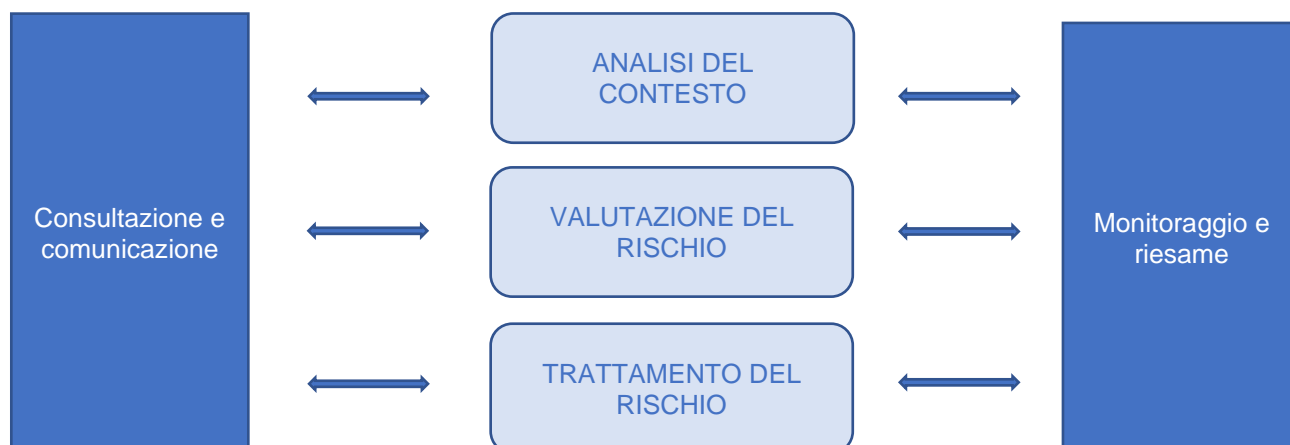 ANALISI DEL
CONTESTO
Consultazione e
comunicazione
VALUTAZIONE DEL
RISCHIO
Monitoraggio e
riesame
TRATTAMENTO DEL
RISCHIO